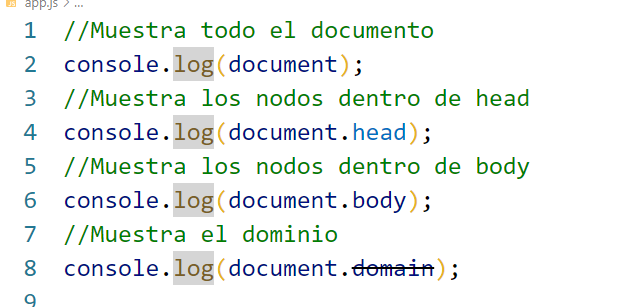 app.js > ...
1 //Muestra todo el documento
2 console.log(document);
3 //Muestra los nodos dentro de head
4 console.log(document.head);
5 //Muestra los nodos dentro de body
6 console.log(document.body);
7 //Muestra el dominio
8 console.log(document.domain);
9